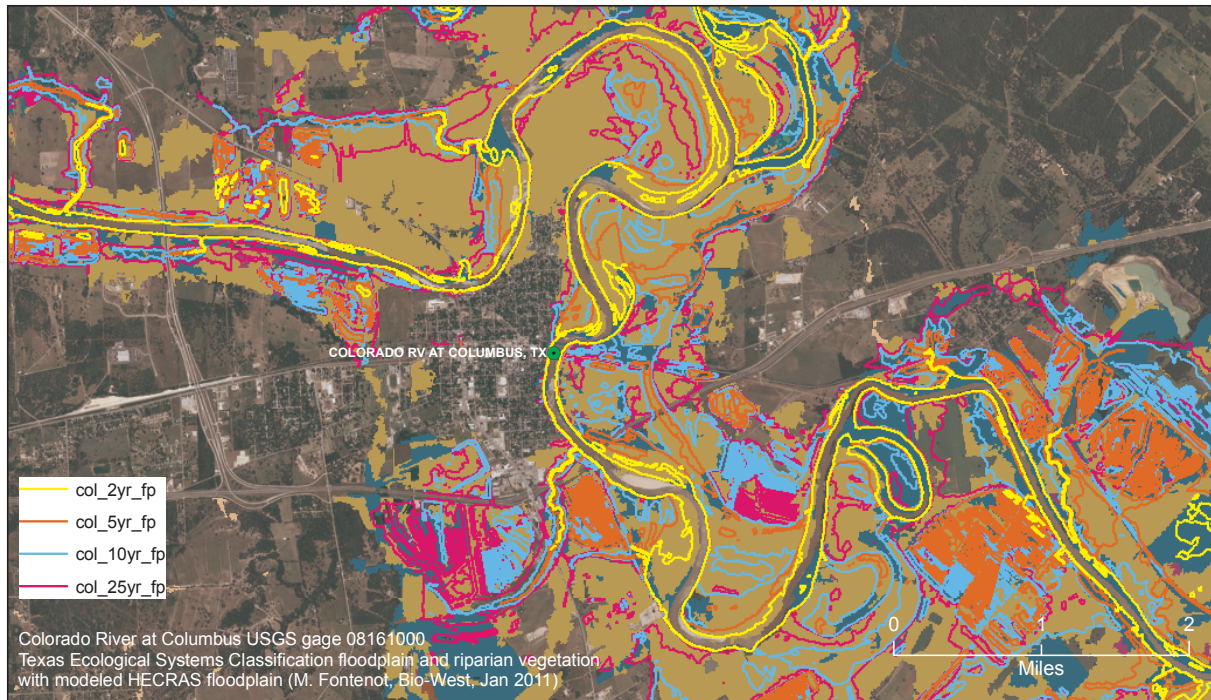 COLORADO RV AT COLUMBUS, TX
col_2yr_fp
col_5yr_fp
col_10yr_fp
col_25yr_fp
Colorado River at Columbus USGS gage 08161000
Texas Ecological Systems Classification floodplain and riparian vegetation
with modeled HECRAS floodplain (M. Fontenot, Bio-West, Jan 2011)
0 1 2
Miles